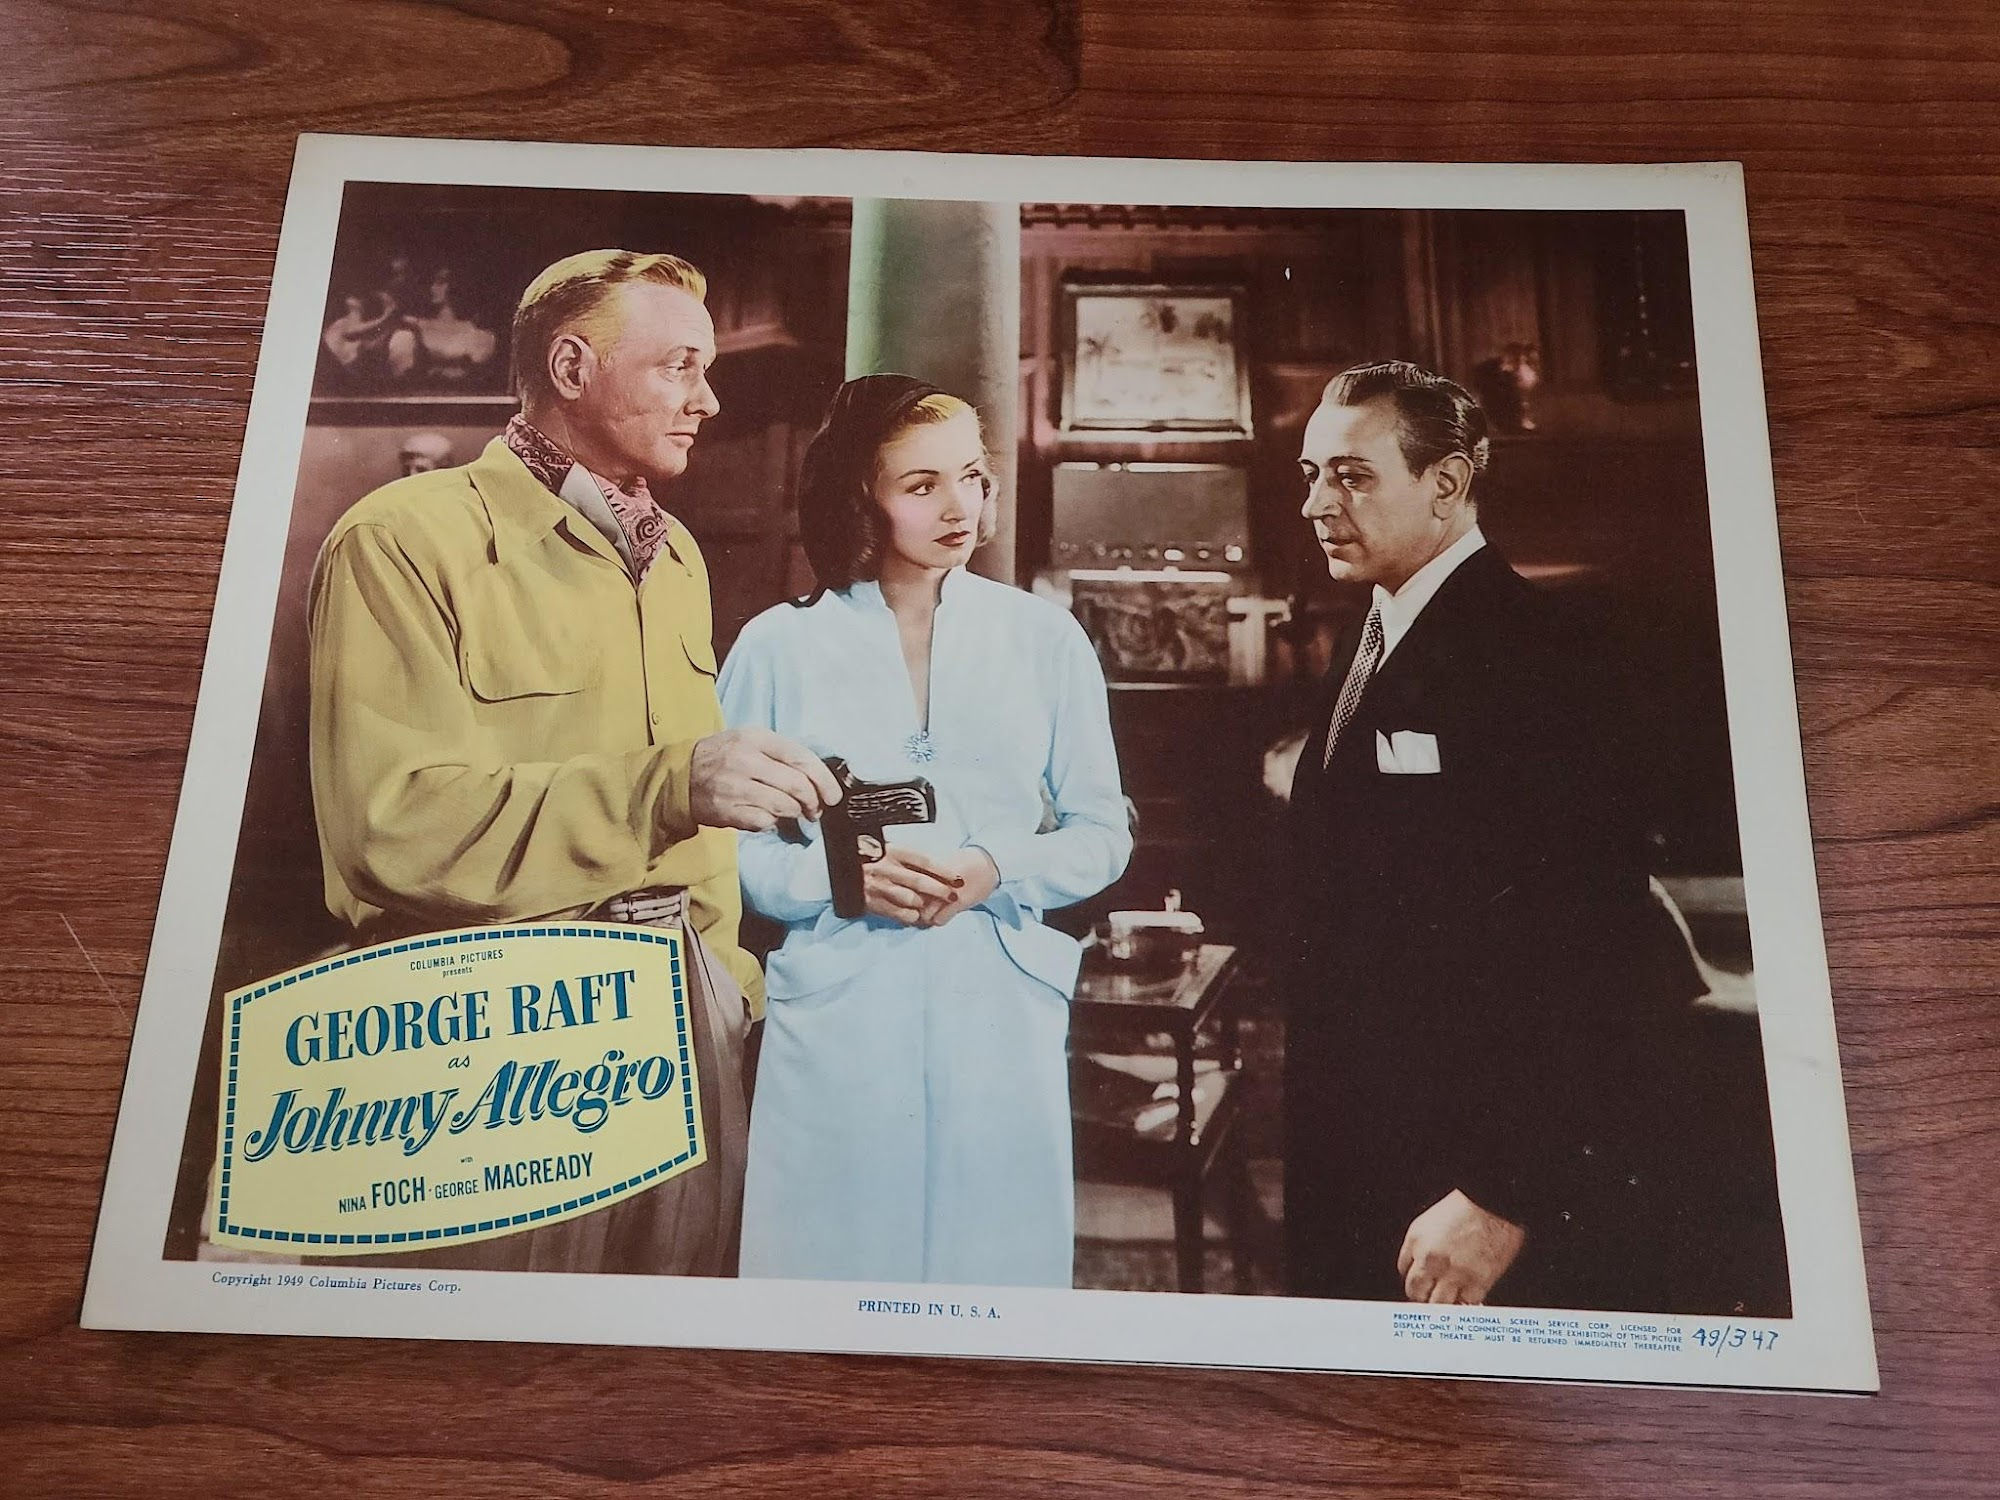 COLUMBIA PICTURES
presents
GEORGE RAFT
as
Johnny Allegro
with
NINA FOCH · GEORGE MACREADY
Copyright 1949 Columbia Pictures Corp.
PRINTED IN U. S. A.
2
PROPERTY OF NATIONAL SCREEN SERVICE CORP. LICENSED FOR
DISPLAY ONLY IN CONNECTION WITH THE EXHIBITION OF THIS PICTURE
AT YOUR THEATRE. MUST BE RETURNED IMMEDIATELY THEREAFTER.
49/347